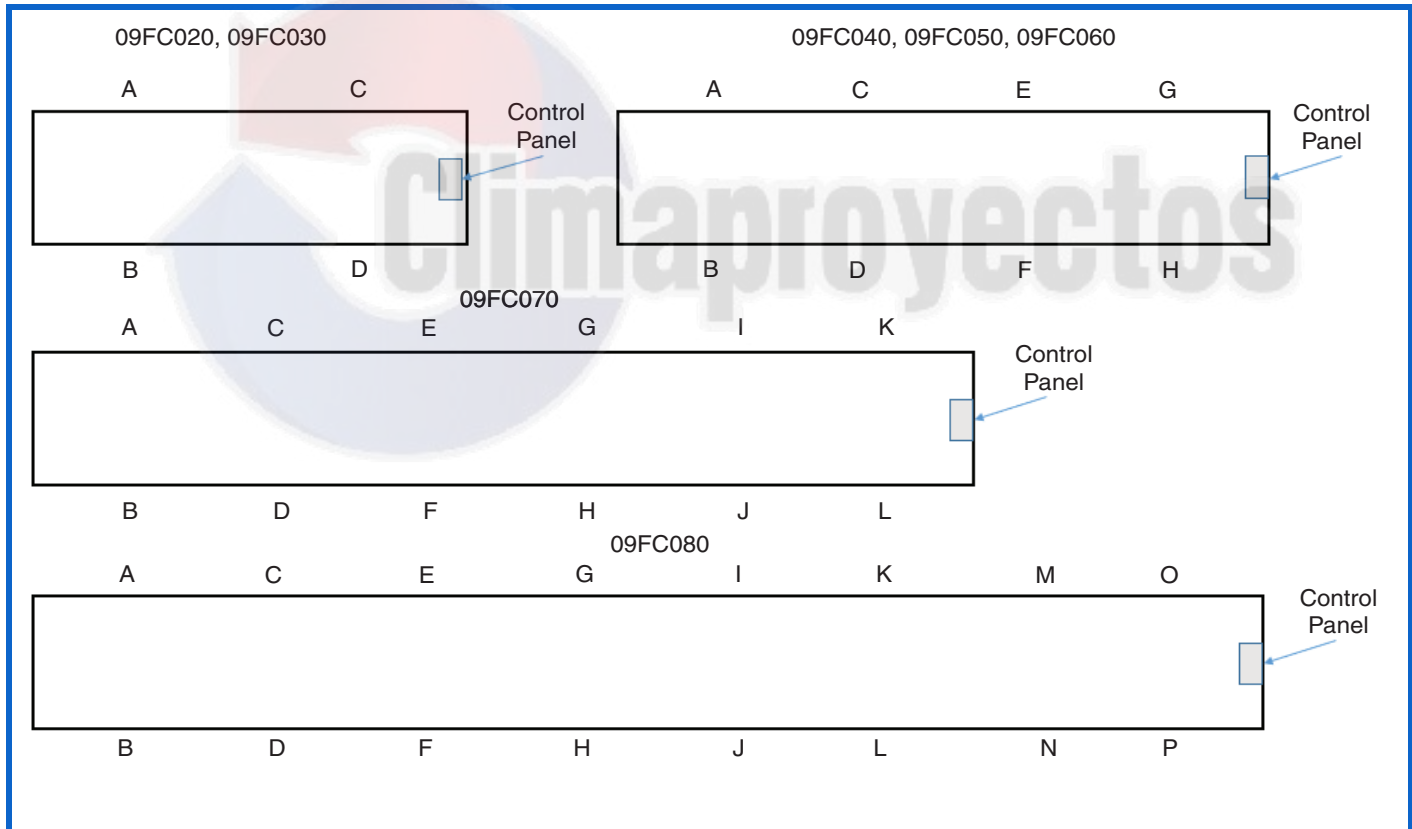 09FC020, 09FC030
A C
Control
Panel
B D
09FC040, 09FC050, 09FC060
A C E G
Control
Panel
B D F H
09FC070
A C E G I K
Control
Panel
B D F H J L
09FC080
A C E G I K M O
Control
Panel
B D F H J L N P
Climaproyectos